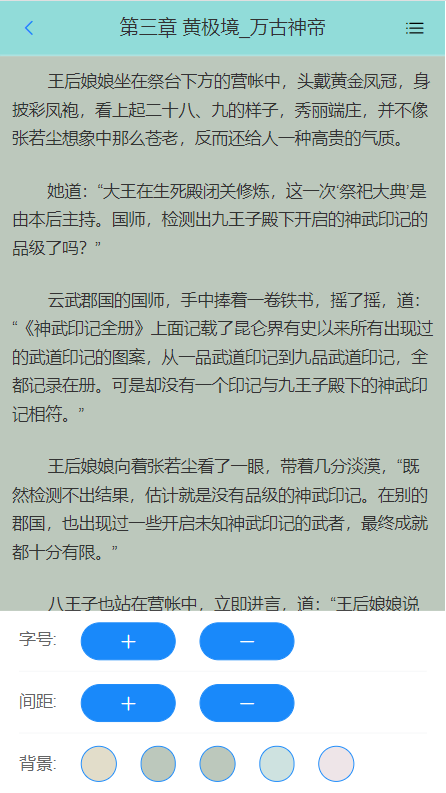 第三章 黄极境_万古神帝
王后娘娘坐在祭台下方的营帐中，头戴黄金凤冠，身
披彩凤袍，看上起二十八、九的样子，秀丽端庄，并不像
张若尘想象中那么苍老，反而还给人一种高贵的气质。
她道：“大王在生死殿闭关修炼，这一次‘祭祀大典’是
由本后主持。国师，检测出九王子殿下开启的神武印记的
品级了吗？”
云武郡国的国师，手中捧着一卷铁书，摇了摇，道：
“《神武印记全册》上面记载了昆仑界有史以来所有出现过
的武道印记的图案，从一品武道印记到九品武道印记，全
都记录在册。可是却没有一个印记与九王子殿下的神武印
记相符。”
王后娘娘向着张若尘看了一眼，带着几分淡漠，“既
然检测不出结果，估计就是没有品级的神武印记。在别的
郡国，也出现过一些开启未知神武印记的武者，最终成就
都十分有限。”
八王子也站在营帐中，立即进言，道：“王后娘娘说
字号:
间距:
背景: